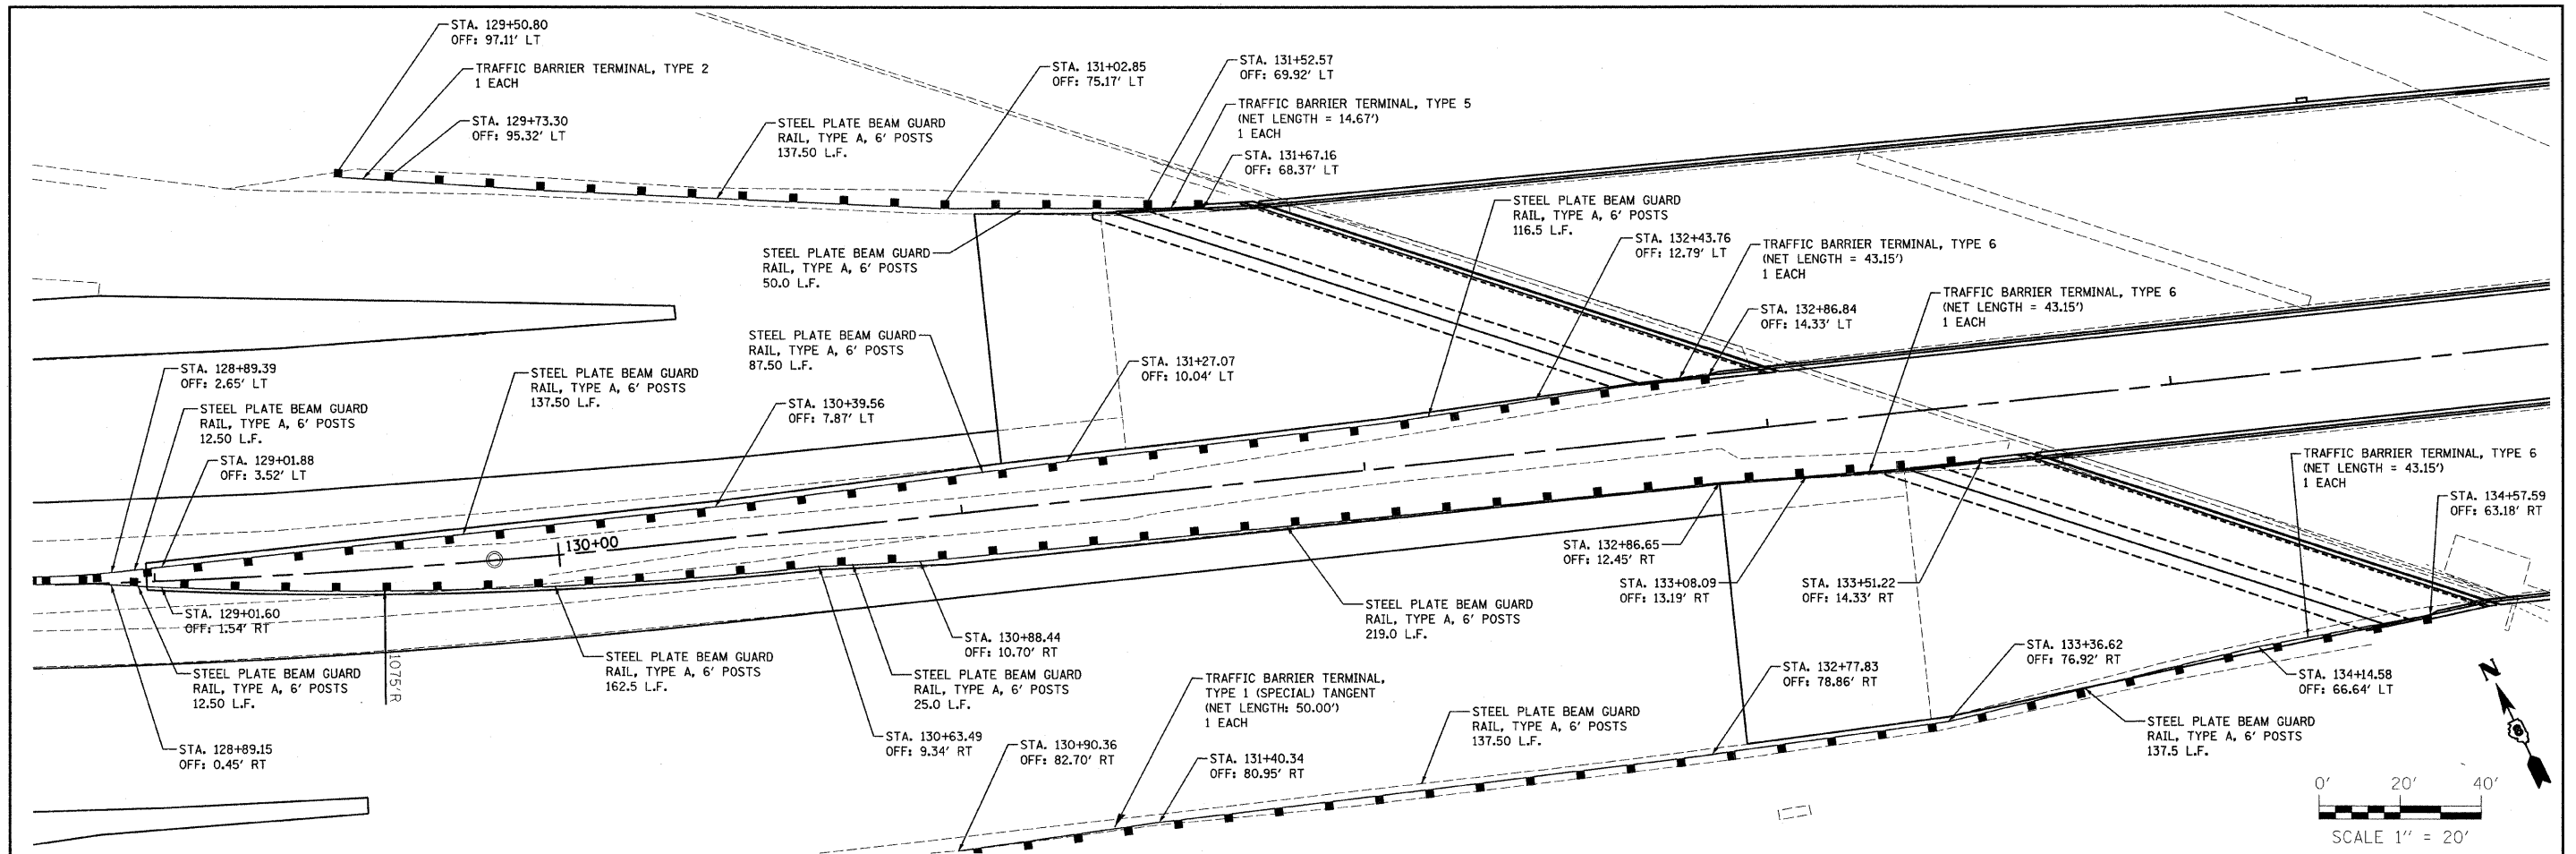 STA. 129+50.80
OFF: 97.11' LT
TRAFFIC BARRIER TERMINAL, TYPE 2
1 EACH
STA. 129+73.30
OFF: 95.32' LT
STEEL PLATE BEAM GUARD
RAIL, TYPE A, 6' POSTS
137.50 L.F.
STA. 131+02.85
OFF: 75.17' LT
STA. 131+52.57
OFF: 69.92' LT
TRAFFIC BARRIER TERMINAL, TYPE 5
(NET LENGTH = 14.67')
1 EACH
STA. 131+67.16
OFF: 68.37' LT
STEEL PLATE BEAM GUARD
RAIL, TYPE A, 6' POSTS
50.0 L.F.
STEEL PLATE BEAM GUARD
RAIL, TYPE A, 6' POSTS
116.5 L.F.
STA. 132+43.76
OFF: 12.79' LT
TRAFFIC BARRIER TERMINAL, TYPE 6
(NET LENGTH = 43.15')
1 EACH
STA. 132+86.84
OFF: 14.33' LT
TRAFFIC BARRIER TERMINAL, TYPE 6
(NET LENGTH = 43.15')
1 EACH
STA. 128+89.39
OFF: 2.65' LT
STEEL PLATE BEAM GUARD
RAIL, TYPE A, 6' POSTS
12.50 L.F.
STA. 129+01.88
OFF: 3.52' LT
STEEL PLATE BEAM GUARD
RAIL, TYPE A, 6' POSTS
137.50 L.F.
STA. 130+39.56
OFF: 7.87' LT
STEEL PLATE BEAM GUARD
RAIL, TYPE A, 6' POSTS
87.50 L.F.
STA. 131+27.07
OFF: 10.04' LT
130+00
TRAFFIC BARRIER TERMINAL, TYPE 6
(NET LENGTH = 43.15')
1 EACH
STA. 134+57.59
OFF: 63.18' RT
STA. 129+01.60
OFF: 1.54' RT
STEEL PLATE BEAM GUARD
RAIL, TYPE A, 6' POSTS
12.50 L.F.
STA. 128+89.15
OFF: 0.45' RT
1075'R
STEEL PLATE BEAM GUARD
RAIL, TYPE A, 6' POSTS
162.5 L.F.
STA. 130+63.49
OFF: 9.34' RT
STEEL PLATE BEAM GUARD
RAIL, TYPE A, 6' POSTS
25.0 L.F.
STA. 130+88.44
OFF: 10.70' RT
STEEL PLATE BEAM GUARD
RAIL, TYPE A, 6' POSTS
219.0 L.F.
STA. 132+86.65
OFF: 12.45' RT
STA. 133+08.09
OFF: 13.19' RT
STA. 133+51.22
OFF: 14.33' RT
STA. 130+90.36
OFF: 82.70' RT
TRAFFIC BARRIER TERMINAL,
TYPE 1 (SPECIAL) TANGENT
(NET LENGTH: 50.00')
1 EACH
STA. 131+40.34
OFF: 80.95' RT
STEEL PLATE BEAM GUARD
RAIL, TYPE A, 6' POSTS
137.50 L.F.
STA. 132+77.83
OFF: 78.86' RT
STA. 133+36.62
OFF: 76.92' RT
STEEL PLATE BEAM GUARD
RAIL, TYPE A, 6' POSTS
137.5 L.F.
STA. 134+14.58
OFF: 66.64' LT
N
0' 20' 40'
SCALE 1" = 20'